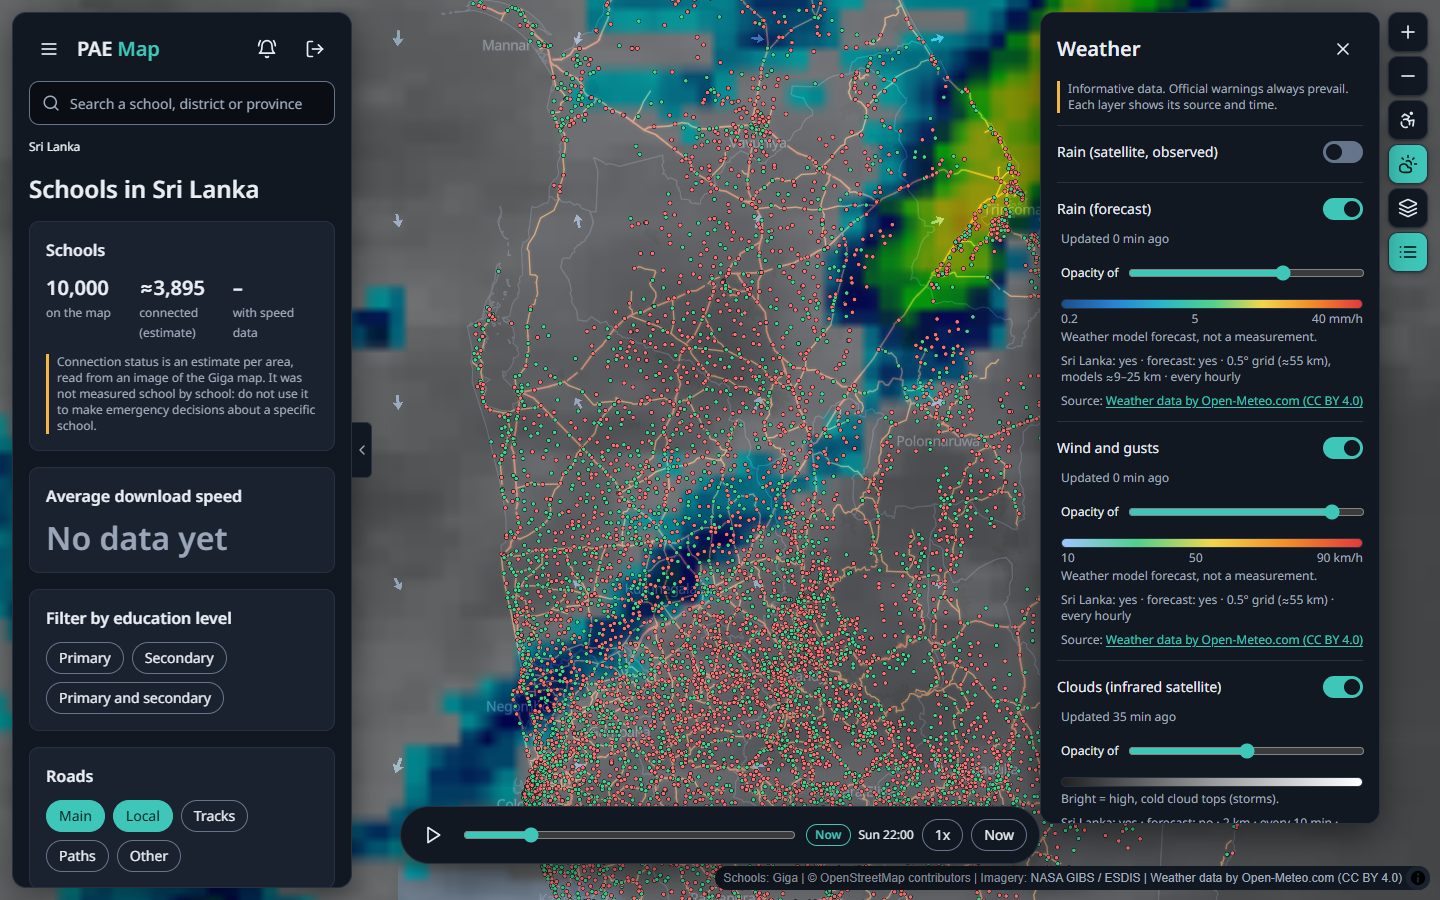 PAE Map
Search a school, district or province
Sri Lanka
Schools in Sri Lanka
Schools
10,000
on the map
≈3,895
connected
(estimate)
–
with speed
data
Connection status is an estimate per area,
read from an image of the Giga map. It was
not measured school by school: do not use it
to make emergency decisions about a specific
school.
Average download speed
No data yet
Filter by education level
Primary
Secondary
Primary and secondary
Roads
Main
Local
Tracks
Paths
Other
Mannar
Polonnaruwa
Now
Sun 22:00
1x
Now
Weather
Informative data. Official warnings always prevail.
Each layer shows its source and time.
Rain (satellite, observed)
Rain (forecast)
Updated 0 min ago
Opacity of
0.2 5 40 mm/h
Weather model forecast, not a measurement.
Sri Lanka: yes · forecast: yes · 0.5° grid (≈55 km),
models ≈9–25 km · every hourly
Source: Weather data by Open-Meteo.com (CC BY 4.0)
Wind and gusts
Updated 0 min ago
Opacity of
10 50 90 km/h
Weather model forecast, not a measurement.
Sri Lanka: yes · forecast: yes · 0.5° grid (≈55 km) ·
every hourly
Source: Weather data by Open-Meteo.com (CC BY 4.0)
Clouds (infrared satellite)
Updated 35 min ago
Opacity of
Bright = high, cold cloud tops (storms).
Sri Lanka: yes · forecast: no · 2 km · every 10 min ·
Schools: Giga | © OpenStreetMap contributors | Imagery: NASA GIBS / ESDIS | Weather data by Open-Meteo.com (CC BY 4.0)